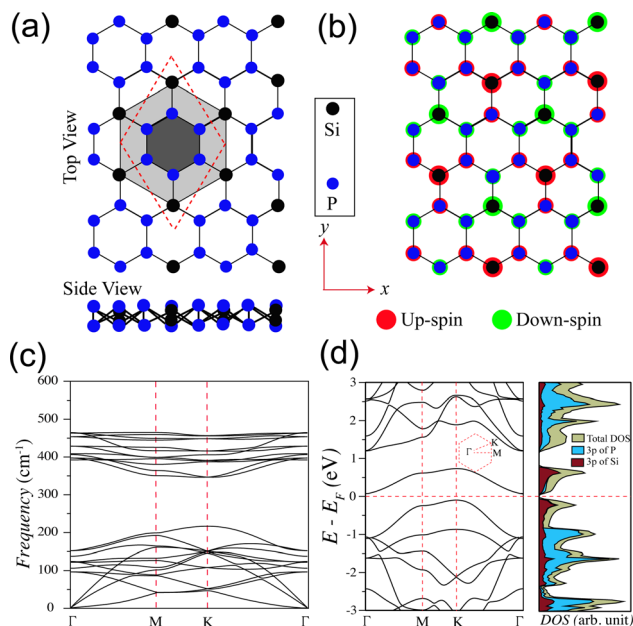 (a)
(b)
Top View
Si
P
y
x
Side View
Up-spin
Down-spin
(c)
(d)
600
500
400
300
200
100
0
Frequency (cm-1)
Γ
M
K
Γ
3
2
1
0
-1
-2
-3
E - EF (eV)
K
Γ
M
Γ
M
K
Γ
Total DOS
3p of P
3p of Si
DOS (arb. unit)